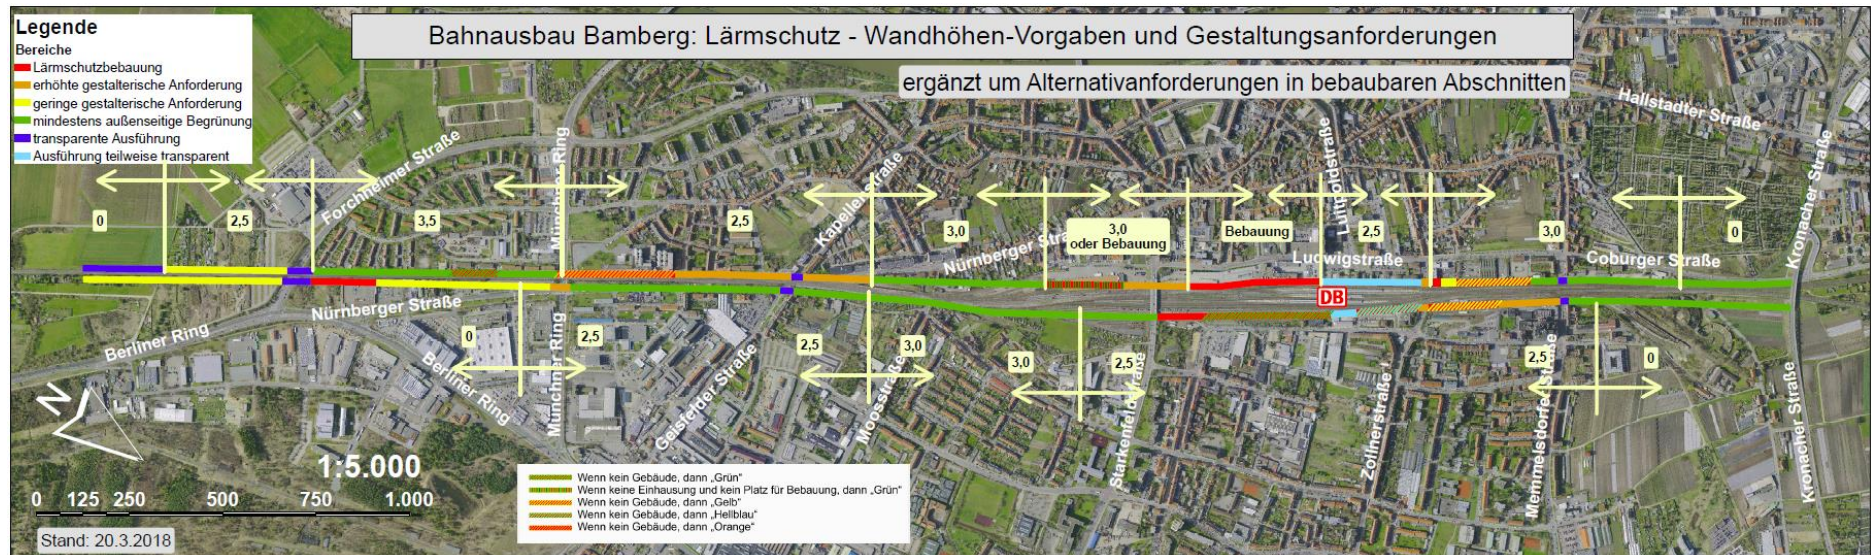 Legende
Bereiche
Lärmschutzbebauung
erhöhte gestalterische Anforderung
geringe gestalterische Anforderung
mindestens außenseitige Begrünung
transparente Ausführung
Ausführung teilweise transparent
Bahnausbau Bamberg: Lärmschutz - Wandhöhen-Vorgaben und Gestaltungsanforderungen
ergänzt um Alternativanforderungen in bebaubaren Abschnitten
Hallstadter Straße
Kronacher Straße
Forchheimer Straße
Münchner Ring
Kapellenstraße
Luitpoldstraße
0
2,5
3,5
2,5
3,0
3,0
oder Bebauung
Bebauung
2,5
3,0
0
Nürnberger Straße
Ludwigstraße
Coburger Straße
DB
Nürnberger Straße
Berliner Ring
Berliner Ring
Münchner Ring
Geisfelder Straße
Moosstraße
Starkenfeldstraße
Zollnerstraße
Memmelsdorfer Straße
Kronacher Straße
0
2,5
2,5
3,0
3,0
2,5
2,5
0
N
1:5.000
0 125 250 500 750 1.000
Stand: 20.3.2018
Wenn kein Gebäude, dann „Grün“
Wenn keine Einhausung und kein Platz für Bebauung, dann „Grün“
Wenn kein Gebäude, dann „Gelb“
Wenn kein Gebäude, dann „Hellblau“
Wenn kein Gebäude, dann „Orange“